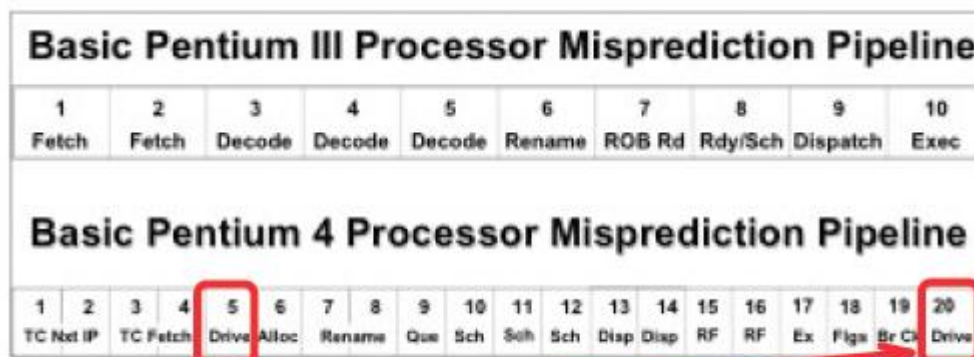 Basic Pentium III Processor Misprediction Pipeline
1 2 3 4 5 6 7 8 9 10
Fetch Fetch Decode Decode Decode Rename ROB Rd Rdy/Sch Dispatch Exec
Basic Pentium 4 Processor Misprediction Pipeline
1 2 3 4 5 6 7 8 9 10 11 12 13 14 15 16 17 18 19 20
TC Nxt IP TC Fetch Drive Alloc Rename Que Sch Sch Sch Disp Disp RF RF Ex Flgs Br Ck Drive